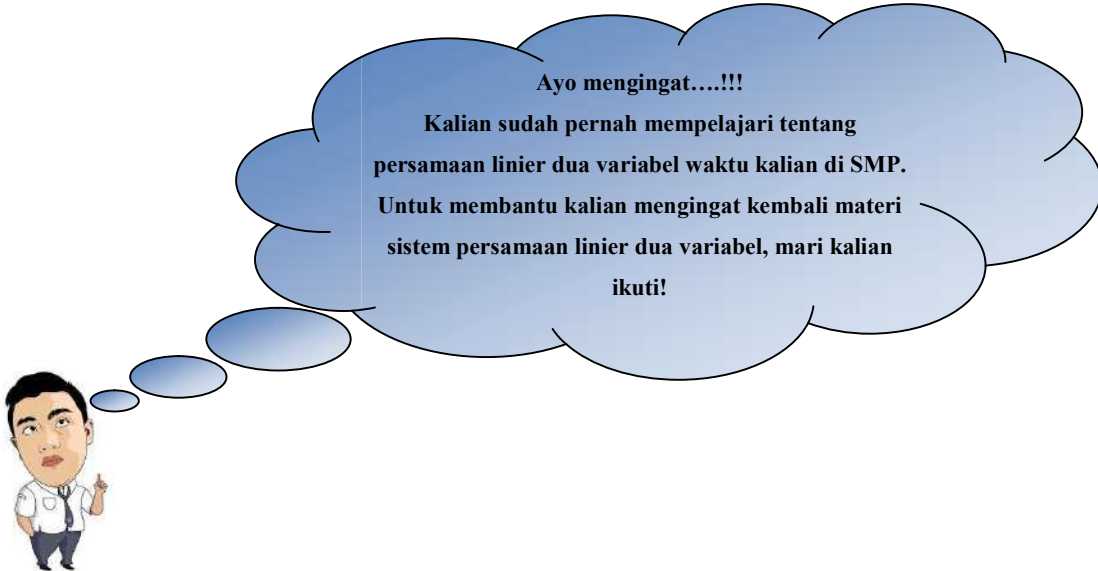 Ayo mengingat….!!!
Kalian sudah pernah mempelajari tentang
persamaan linier dua variabel waktu kalian di SMP.
Untuk membantu kalian mengingat kembali materi
sistem persamaan linier dua variabel, mari kalian
ikuti!